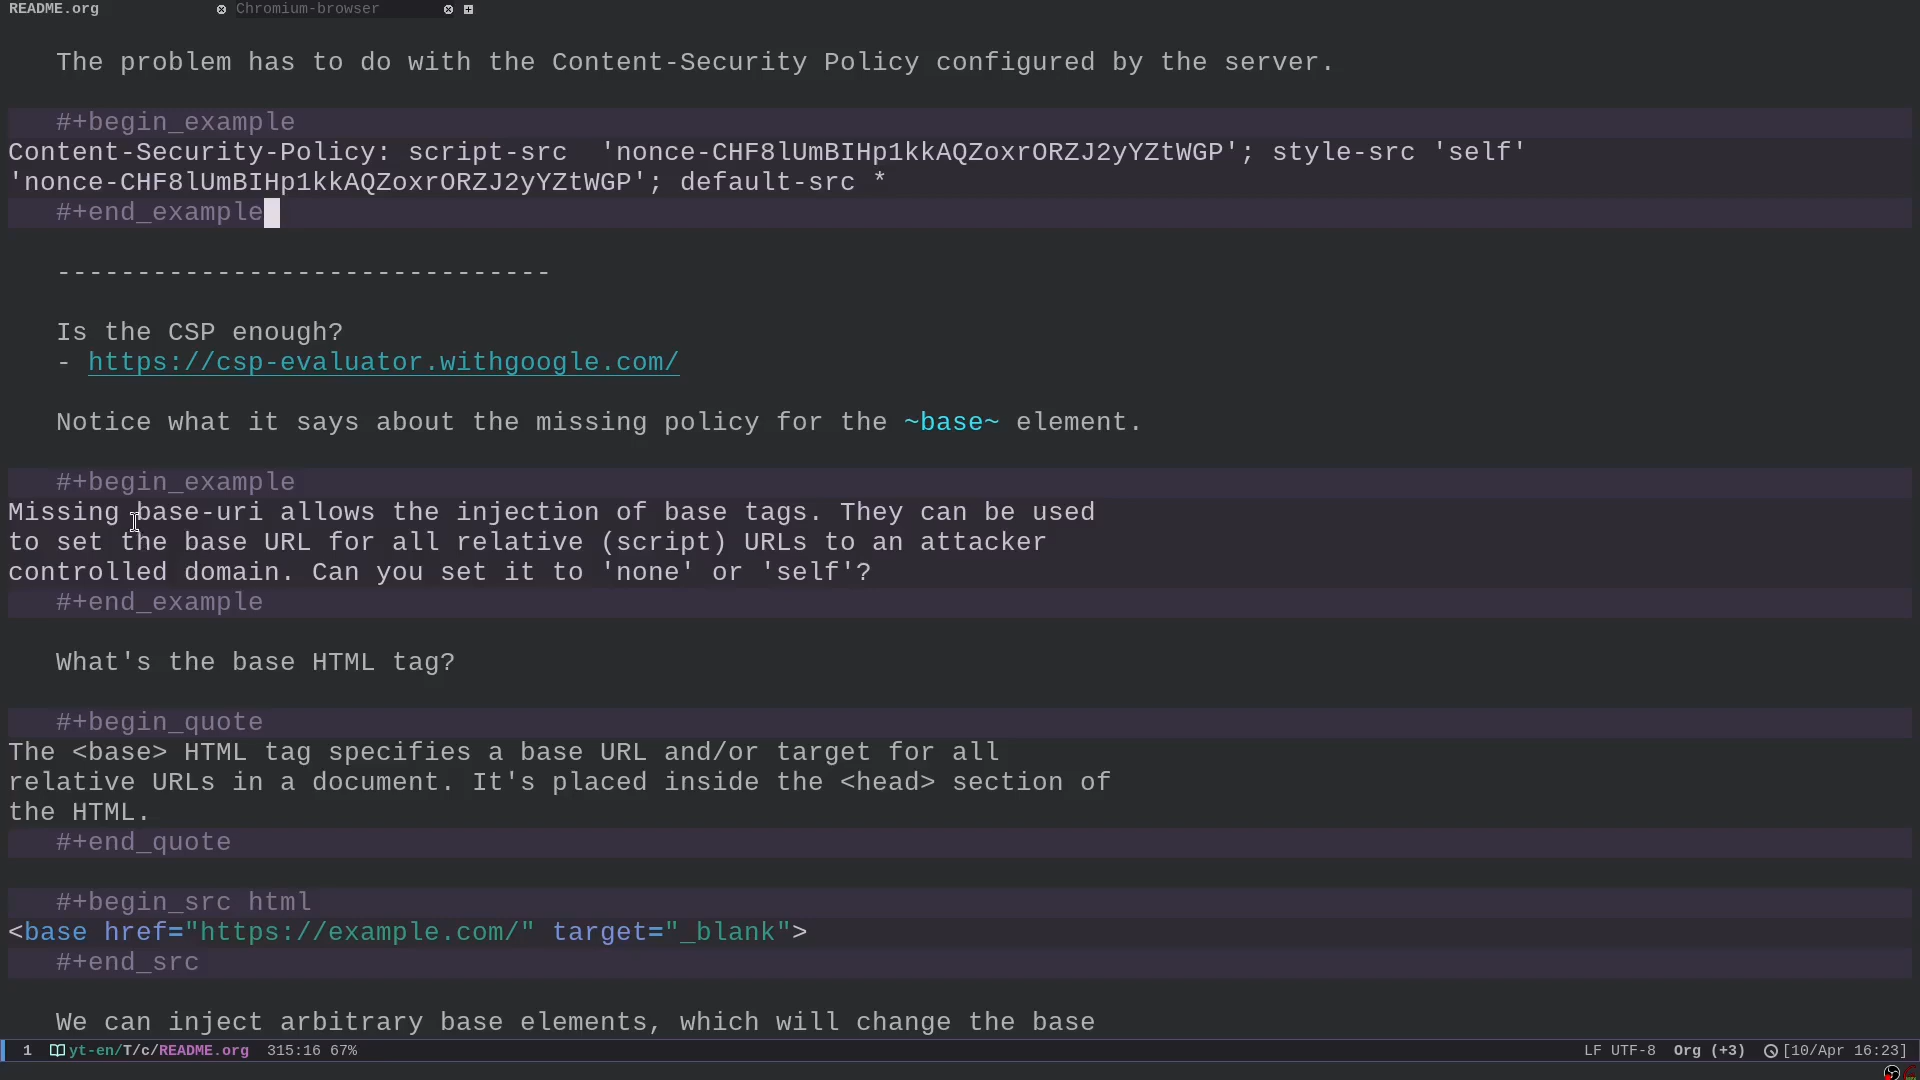 README.org Chromium-browser
The problem has to do with the Content-Security Policy configured by the server.
#+begin_example
Content-Security-Policy: script-src  'nonce-CHF8lUmBIHp1kkAQZoxrORZJ2yYZtWGP'; style-src 'self'
'nonce-CHF8lUmBIHp1kkAQZoxrORZJ2yYZtWGP'; default-src *
#+end_example
-------------------------------
Is the CSP enough?
- https://csp-evaluator.withgoogle.com/
Notice what it says about the missing policy for the ~base~ element.
#+begin_example
Missing base-uri allows the injection of base tags. They can be used
to set the base URL for all relative (script) URLs to an attacker
controlled domain. Can you set it to 'none' or 'self'?
#+end_example
What's the base HTML tag?
#+begin_quote
The <base> HTML tag specifies a base URL and/or target for all
relative URLs in a document. It's placed inside the <head> section of
the HTML.
#+end_quote
#+begin_src html
<base href="https://example.com/" target="_blank">
#+end_src
We can inject arbitrary base elements, which will change the base
1 yt-en/T/c/README.org 315:16 67% LF UTF-8 Org (+3) [10/Apr 16:23]